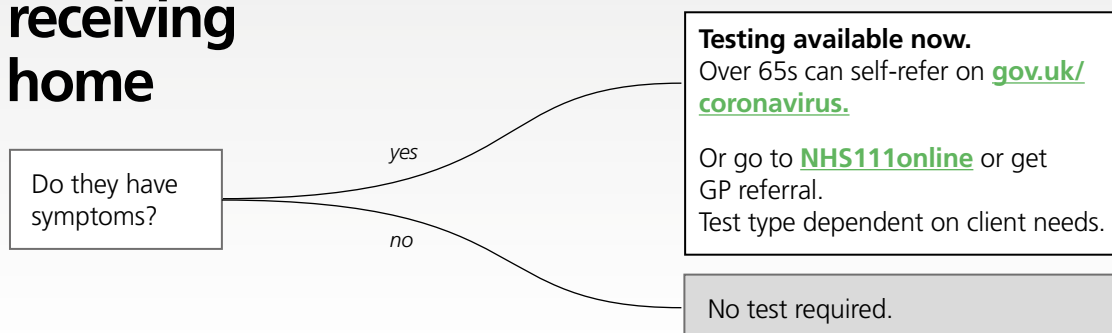 receiving
home
Do they have
symptoms?
yes
no
Testing available now.
Over 65s can self-refer on gov.uk/
coronavirus.
Or go to NHS111online or get
GP referral.
Test type dependent on client needs.
No test required.